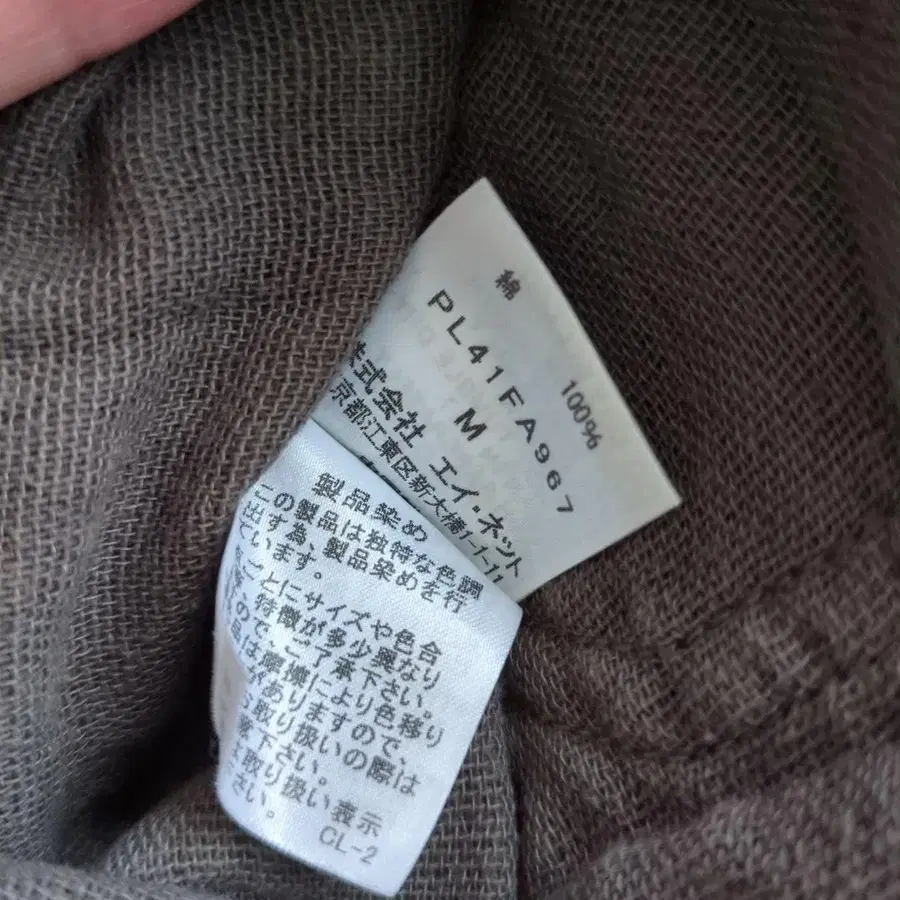 綿 100%
PL41FA967
M
株式会社 エイ・ネット
京都江東区新大橋1-1-11
製品染め
この製品は独特な色調
出す為、製品染めを行
ています。
ごとにサイズや色合
特徴が多少異なり
ので、ご了承下さい。
品は摩擦により色移り
がありますので、
取り扱いの際は
下さい。
取り扱い表示
さい。
CL-2